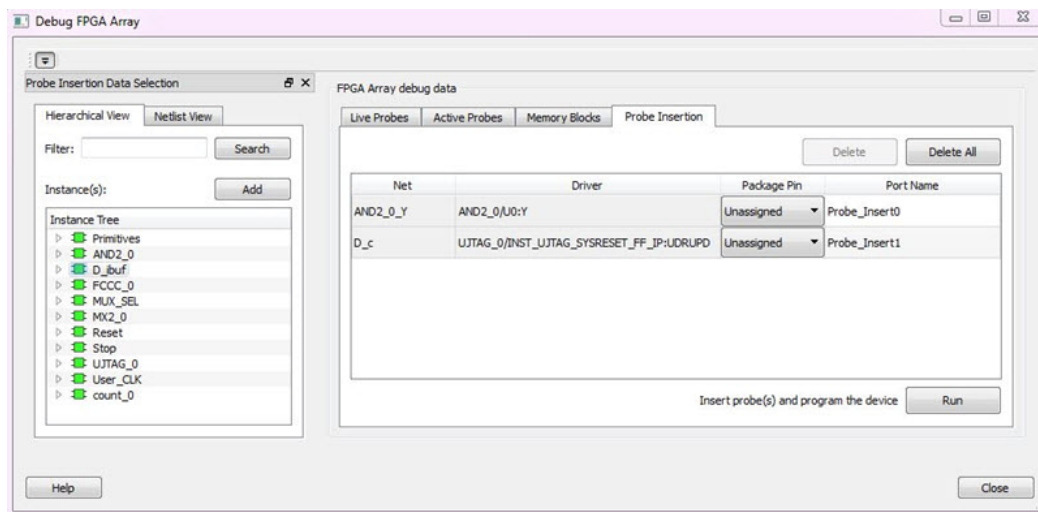 Debug FPGA Array
Probe Insertion Data Selection
Hierarchical View Netlist View
Filter: Search
Instance(s): Add
Instance Tree
Primitives
AND2_0
D_ibuf
FCCC_0
MUX_SEL
MX2_0
Reset
Stop
UJTAG_0
User_CLK
count_0
FPGA Array debug data
Live Probes Active Probes Memory Blocks Probe Insertion
Delete Delete All
Net Driver Package Pin Port Name
AND2_0_Y AND2_0/U0:Y Unassigned Probe_Insert0
D_c UJTAG_0/INST_UJTAG_SYSRESET_FF_IP:UDRUPD Unassigned Probe_Insert1
Insert probe(s) and program the device Run
Help Close